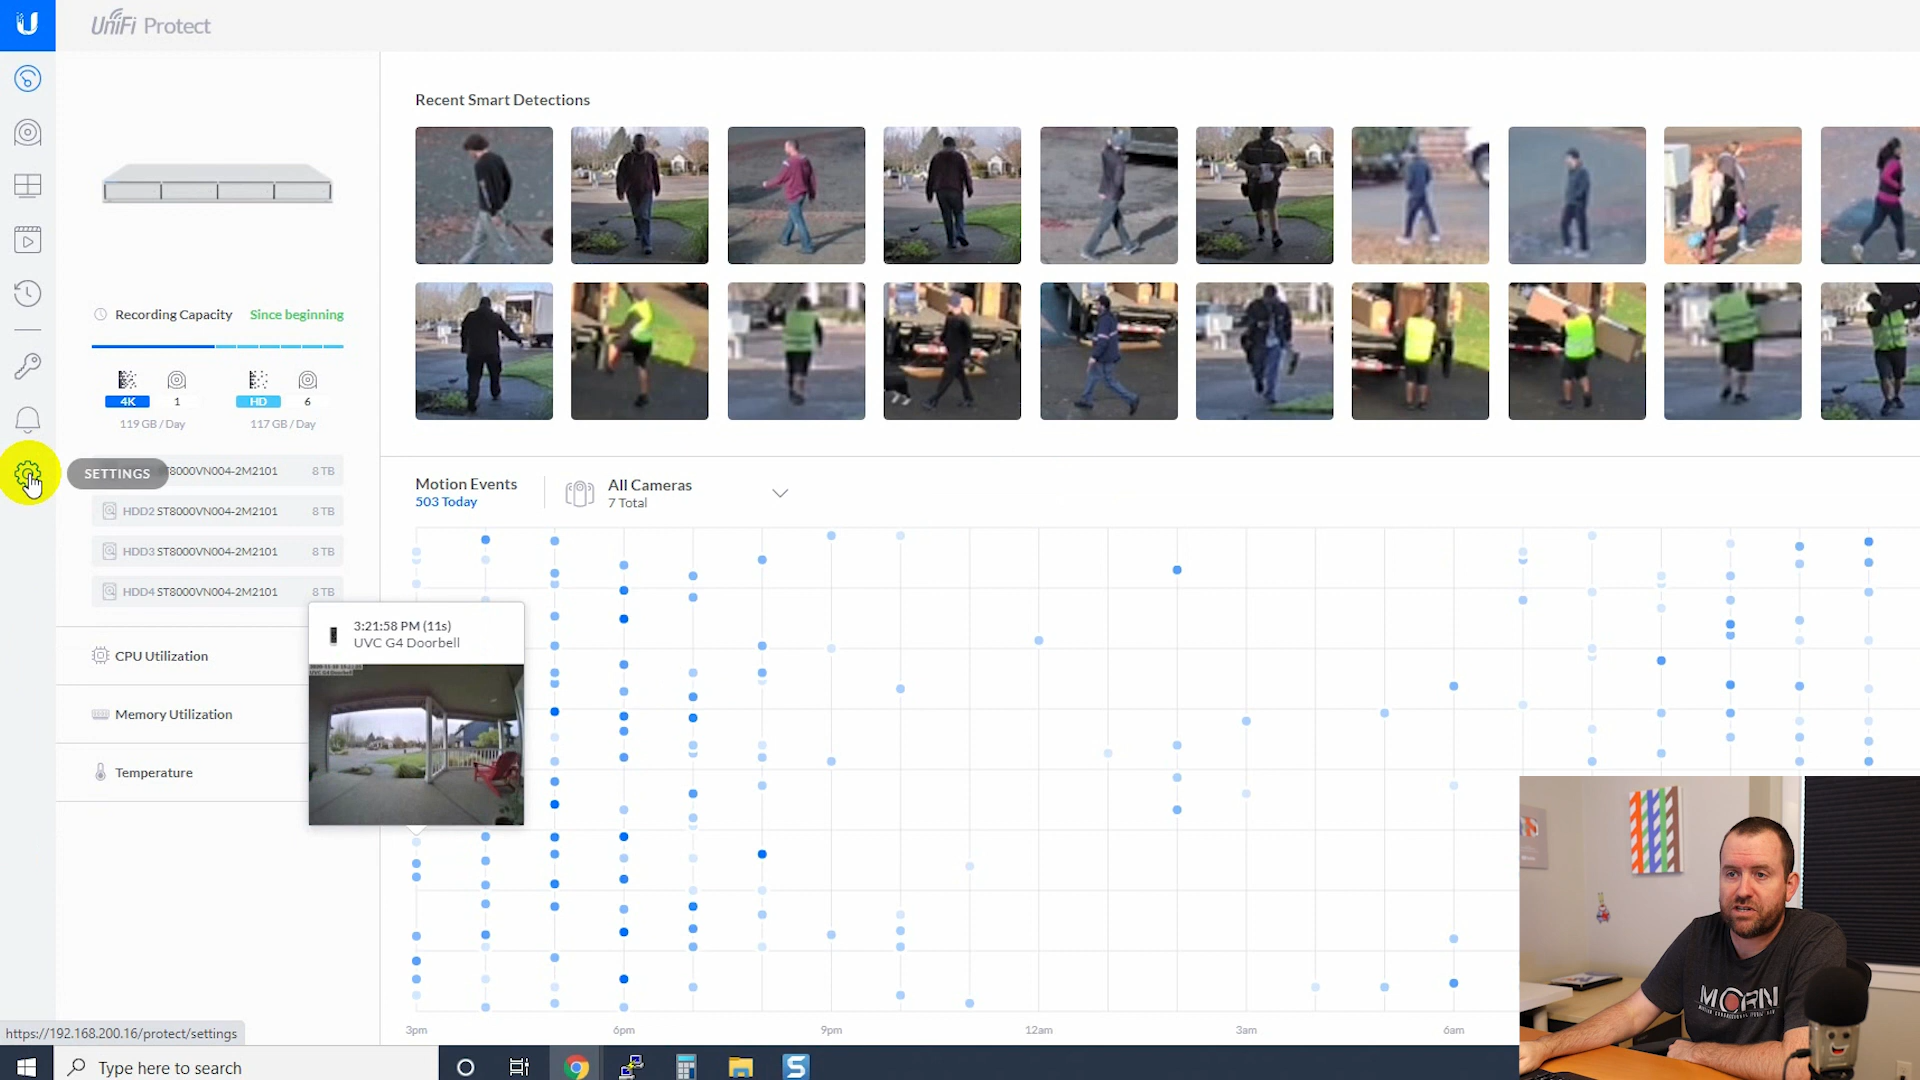 UniFi Protect
Recent Smart Detections
Recording Capacity Since beginning
4K 1 HD 6
119 GB / Day 117 GB / Day
SETTINGS
ST8000VN004-2M2101 8 TB
HDD2 ST8000VN004-2M2101 8 TB
HDD3 ST8000VN004-2M2101 8 TB
HDD4 ST8000VN004-2M2101 8 TB
CPU Utilization
Memory Utilization
Temperature
Motion Events
503 Today
All Cameras
7 Total
3:21:58 PM (11s)
UVC G4 Doorbell
3pm 6pm 9pm 12am 3am 6am
MCRN
https://192.168.200.16/protect/settings
Type here to search